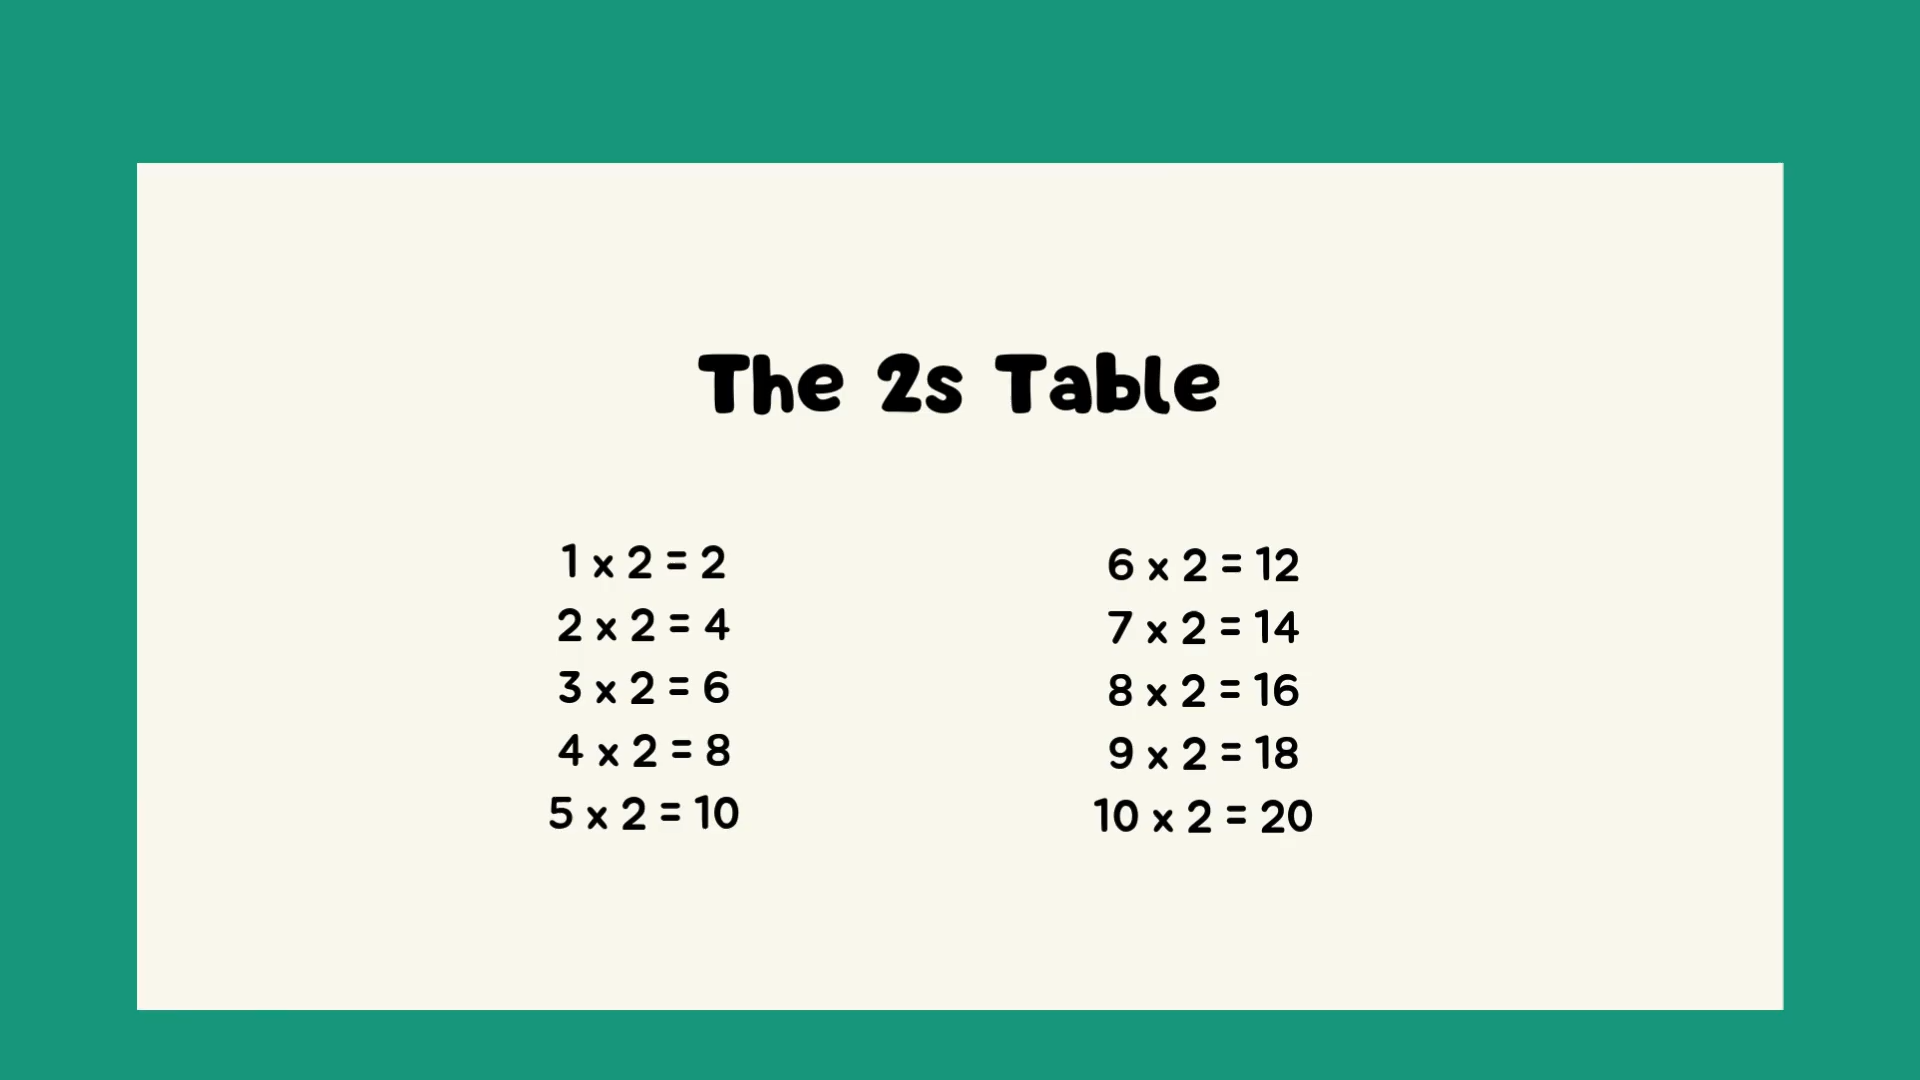 The 2s Table
1 x 2 = 2
2 x 2 = 4
3 x 2 = 6
4 x 2 = 8
5 x 2 = 10
6 x 2 = 12
7 x 2 = 14
8 x 2 = 16
9 x 2 = 18
10 x 2 = 20